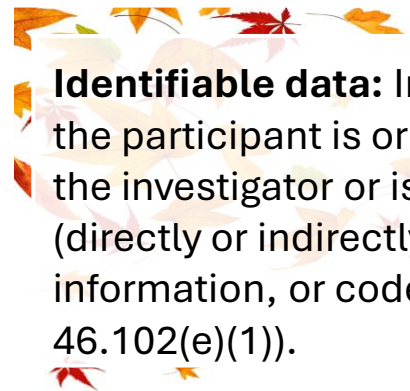 Identifiable data:
the participant is or
the investigator or is
(directly or indirectly
information, or code
46.102(e)(1)).